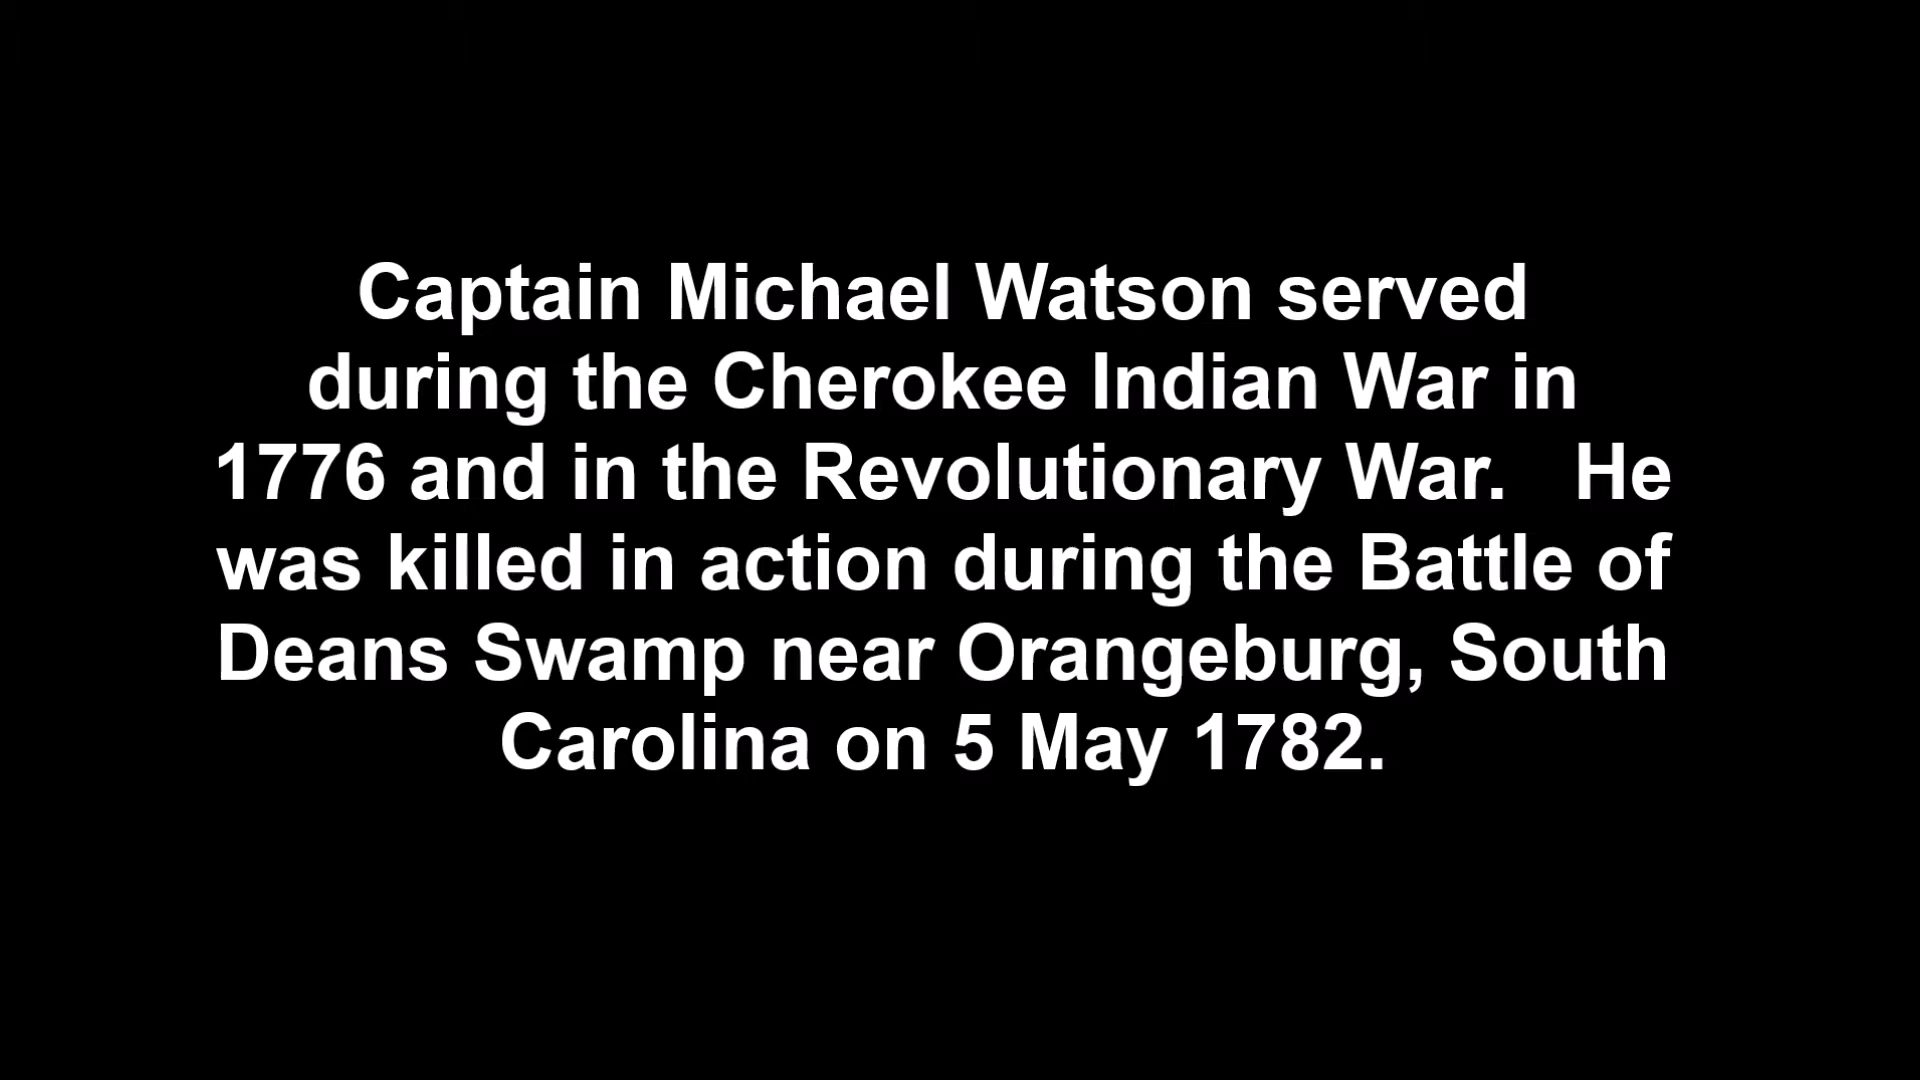 Captain Michael Watson served
during the Cherokee Indian War in
1776 and in the Revolutionary War.   He
was killed in action during the Battle of
Deans Swamp near Orangeburg, South
Carolina on 5 May 1782.